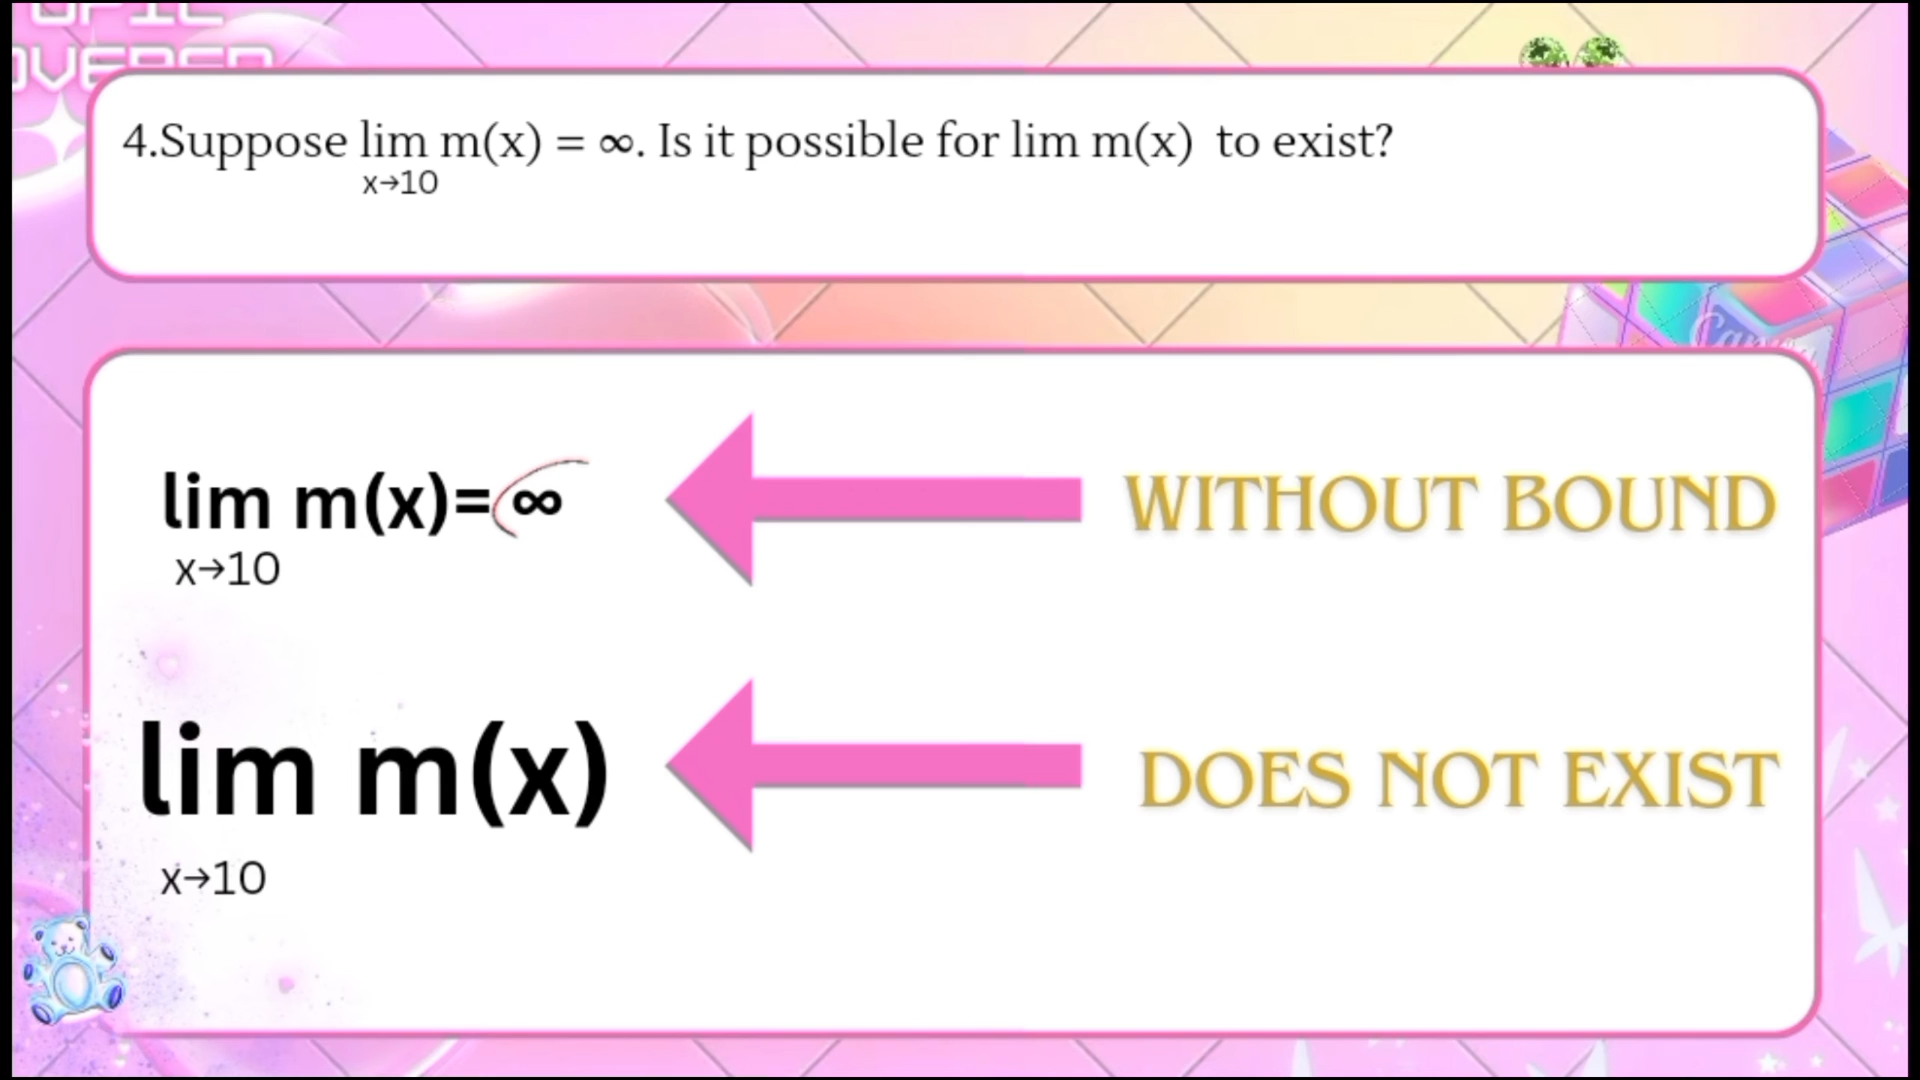 4.Suppose lim m(x) = ∞. Is it possible for lim m(x) to exist?
x→10
lim m(x)=∞
x→10
WITHOUT BOUND
lim m(x)
x→10
DOES NOT EXIST